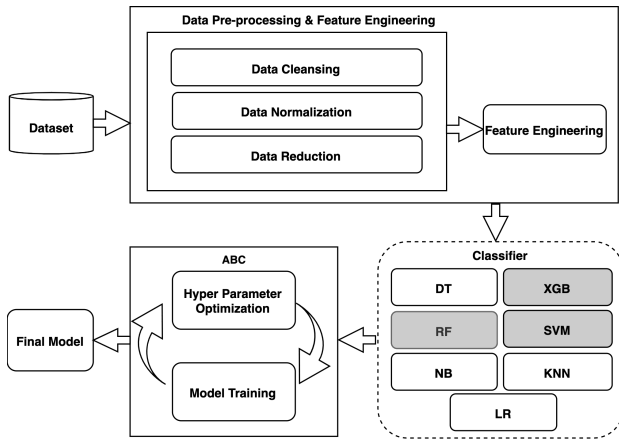 Data Pre-processing & Feature Engineering
Dataset
Data Cleansing
Data Normalization
Data Reduction
Feature Engineering
Classifier
DT
XGB
RF
SVM
NB
KNN
LR
ABC
Hyper Parameter
Optimization
Model Training
Final Model